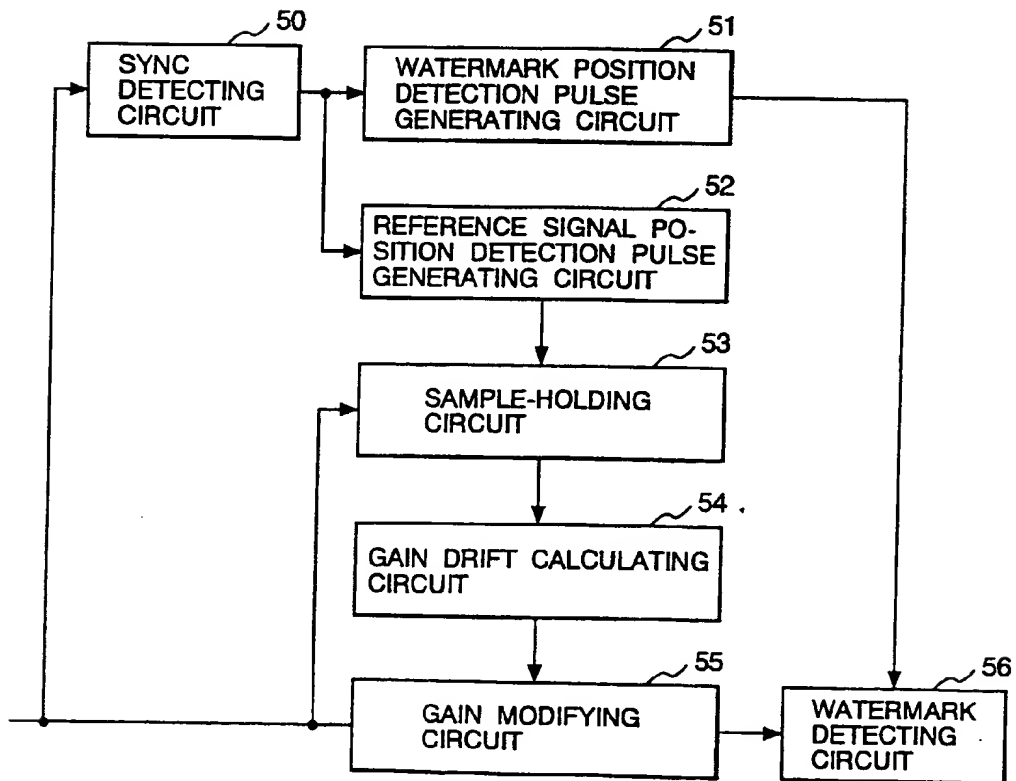 50
SYNC
DETECTING
CIRCUIT
51
WATERMARK POSITION
DETECTION PULSE
GENERATING CIRCUIT
52
REFERENCE SIGNAL PO-
SITION DETECTION PULSE
GENERATING CIRCUIT
53
SAMPLE-HOLDING
CIRCUIT
54
GAIN DRIFT CALCULATING
CIRCUIT
55
GAIN MODIFYING
CIRCUIT
56
WATERMARK
DETECTING
CIRCUIT